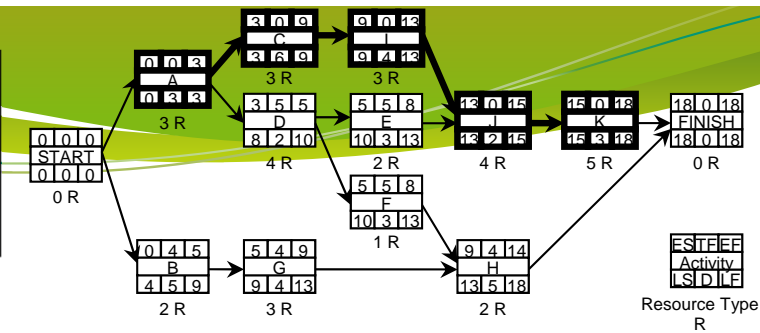 3 0 9
C
3 6 9
3 R
9 0 13
I
9 4 13
3 R
0 0 3
A
0 3 3
3 R
3 5 5
D
8 2 10
4 R
5 5 8
E
10 3 13
2 R
13 0 15
J
13 2 15
4 R
15 0 18
K
15 3 18
5 R
18 0 18
FINISH
18 0 18
0 R
0 0 0
START
0 0 0
0 R
5 5 8
F
10 3 13
1 R
0 4 5
B
4 5 9
2 R
5 4 9
G
9 4 13
3 R
9 4 14
H
13 5 18
2 R
ES TF EF
Activity
LS D LF
Resource Type
R